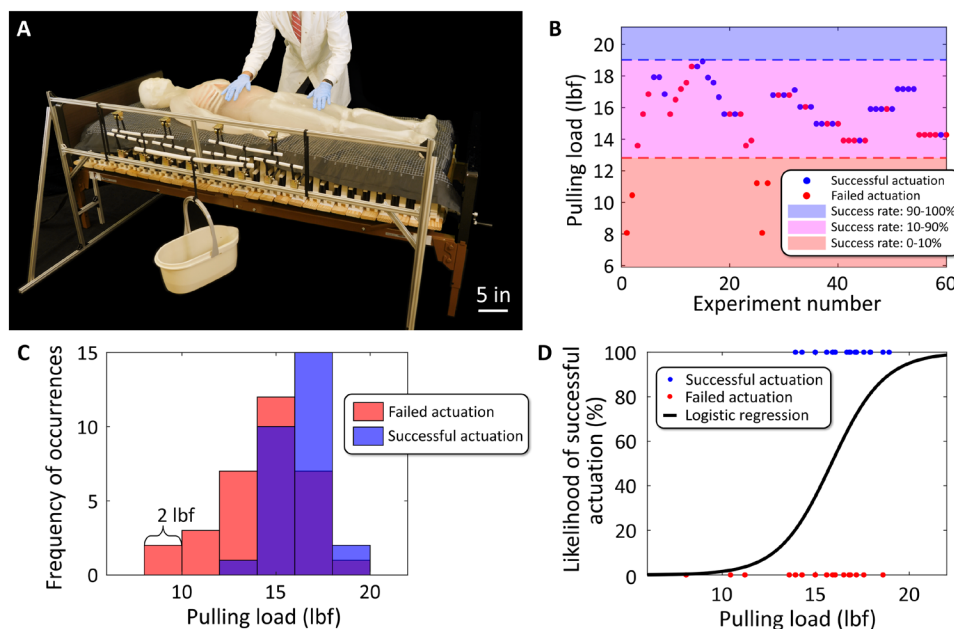 A
5 in
B
Pulling load (lbf)
20
18
16
14
12
10
8
6
Successful actuation
Failed actuation
Success rate: 90-100%
Success rate: 10-90%
Success rate: 0-10%
0
20
40
60
Experiment number
C
Frequency of occurrences
15
10
5
0
2 lbf
Failed actuation
Successful actuation
10
15
20
Pulling load (lbf)
D
Likelihood of successful
actuation (%)
100
80
60
40
20
0
Successful actuation
Failed actuation
Logistic regression
10
15
20
Pulling load (lbf)